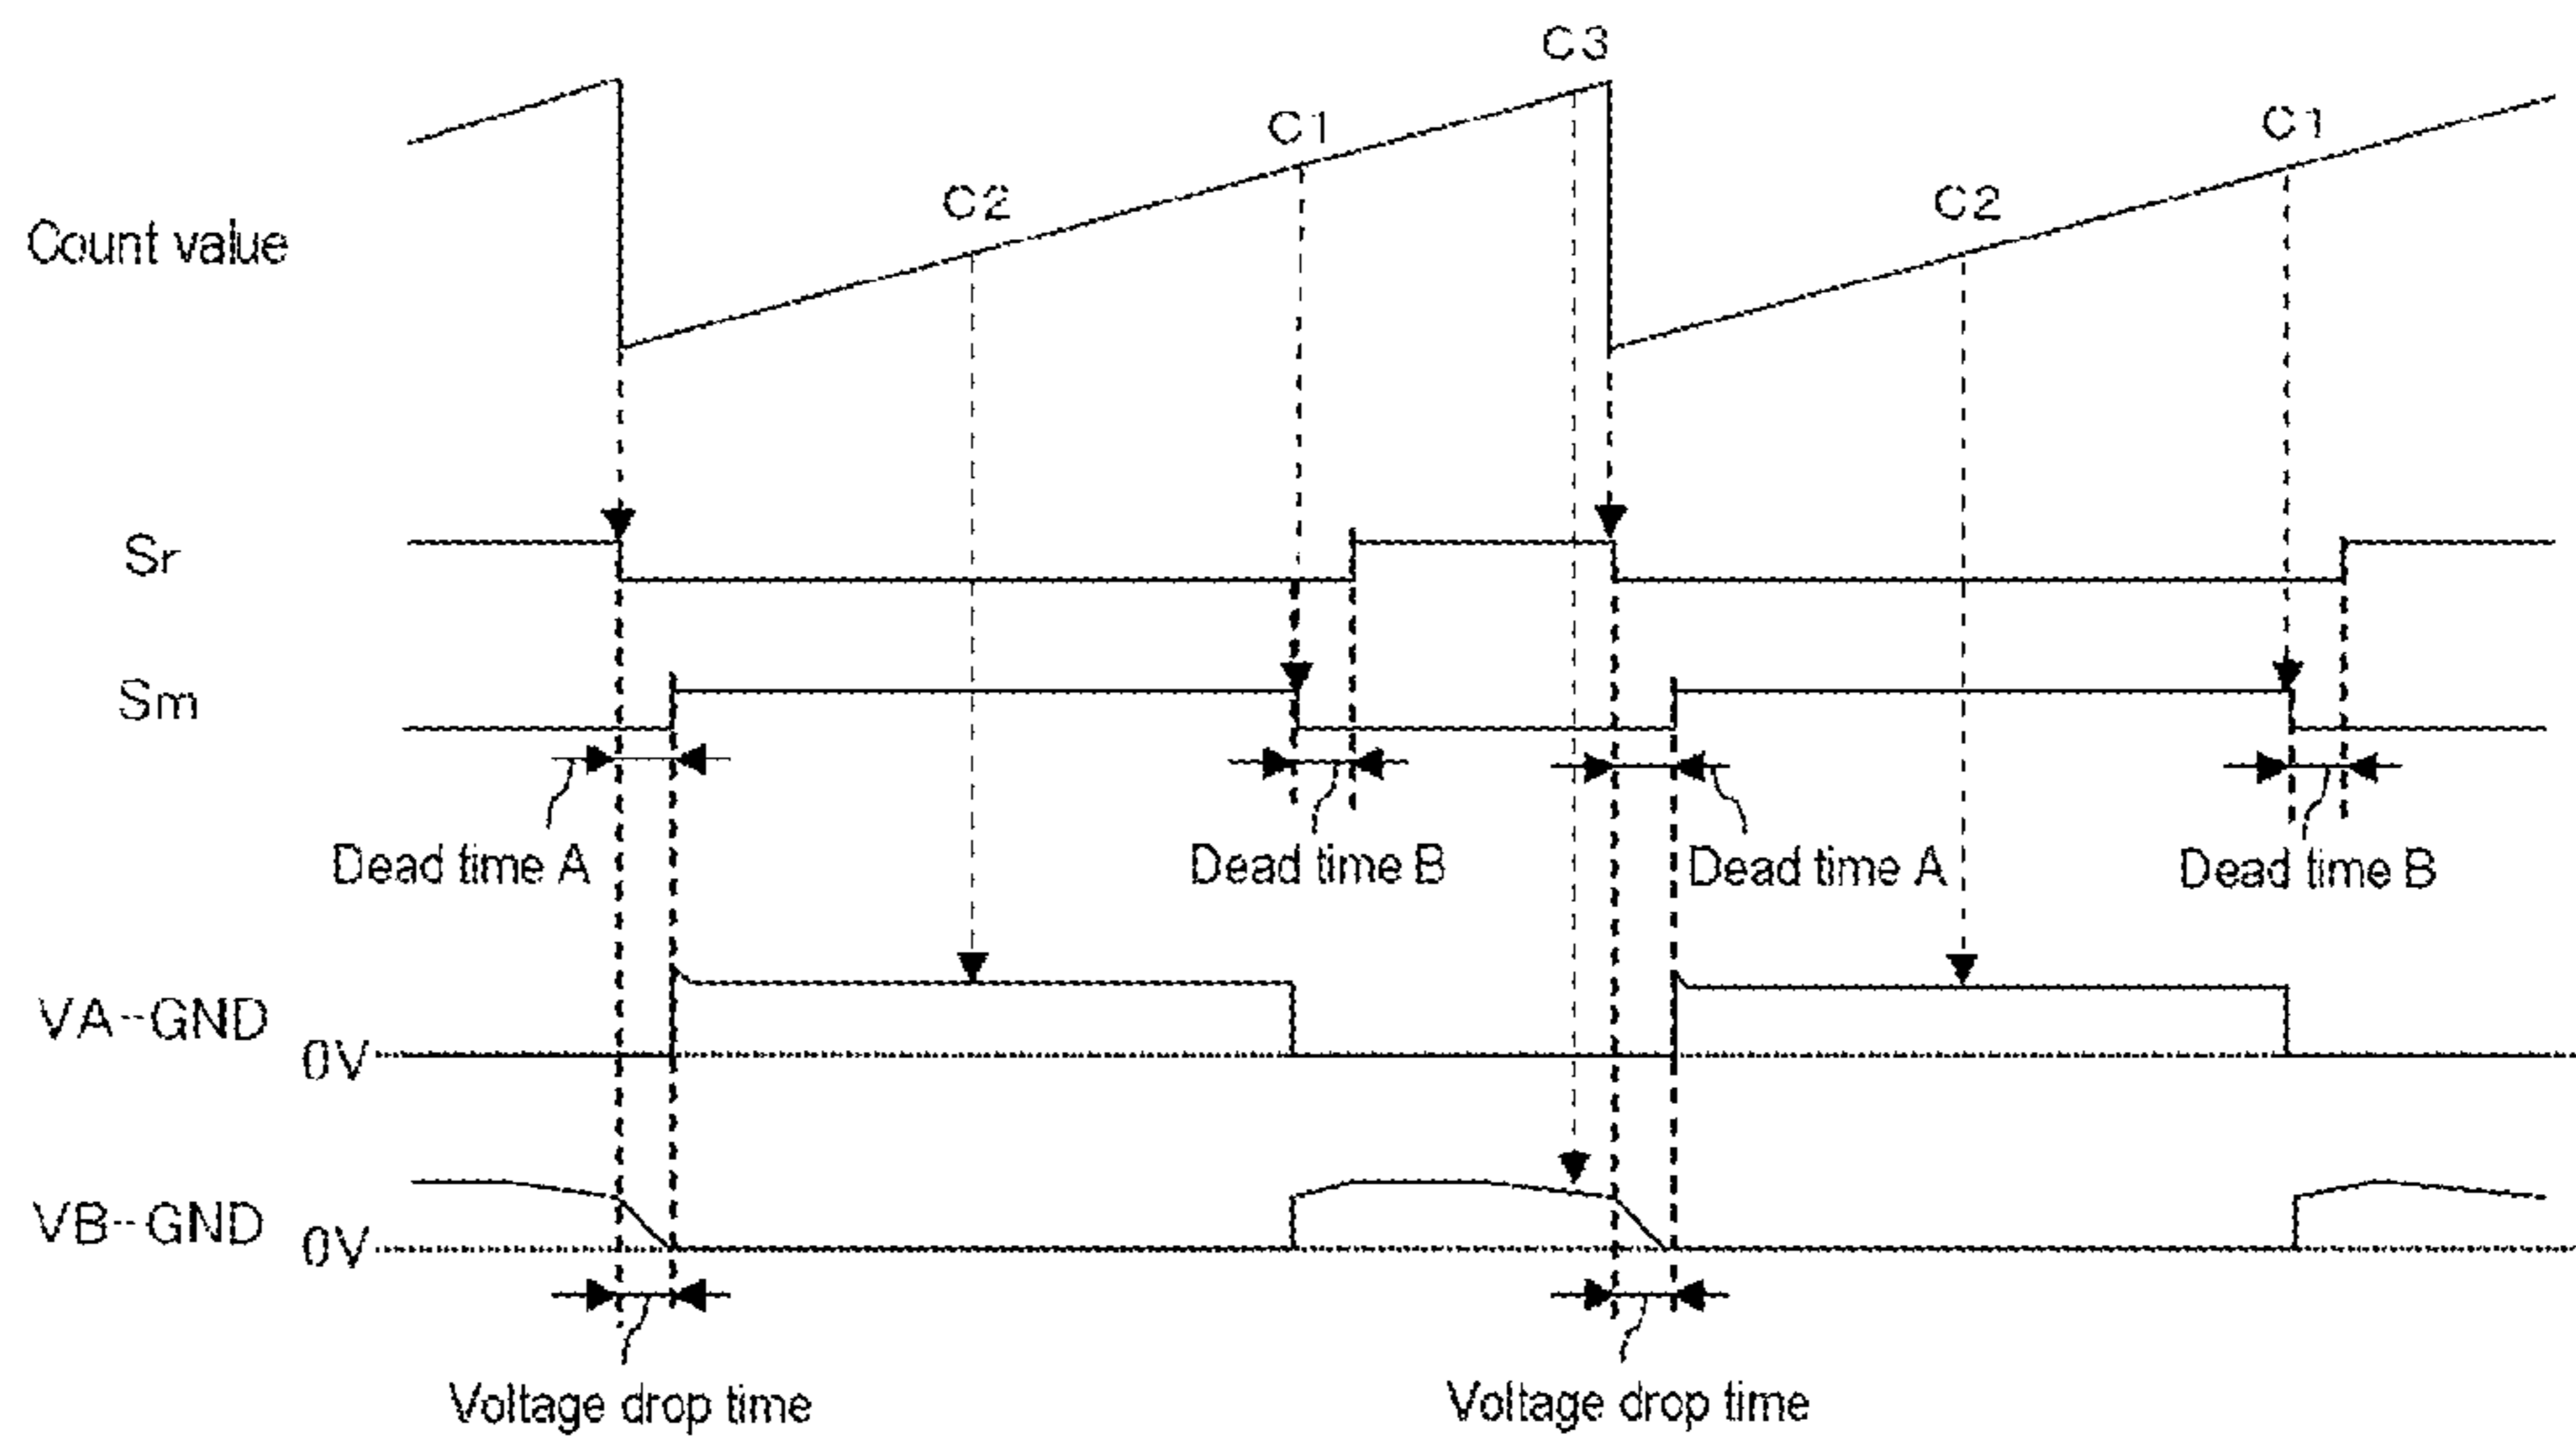 C3
C1
C1
C2
C2
Count value
Sr
Sm
Dead time A
Dead time B
Dead time A
Dead time B
VA--GND
0V
VB--GND
0V
Voltage drop time
Voltage drop time